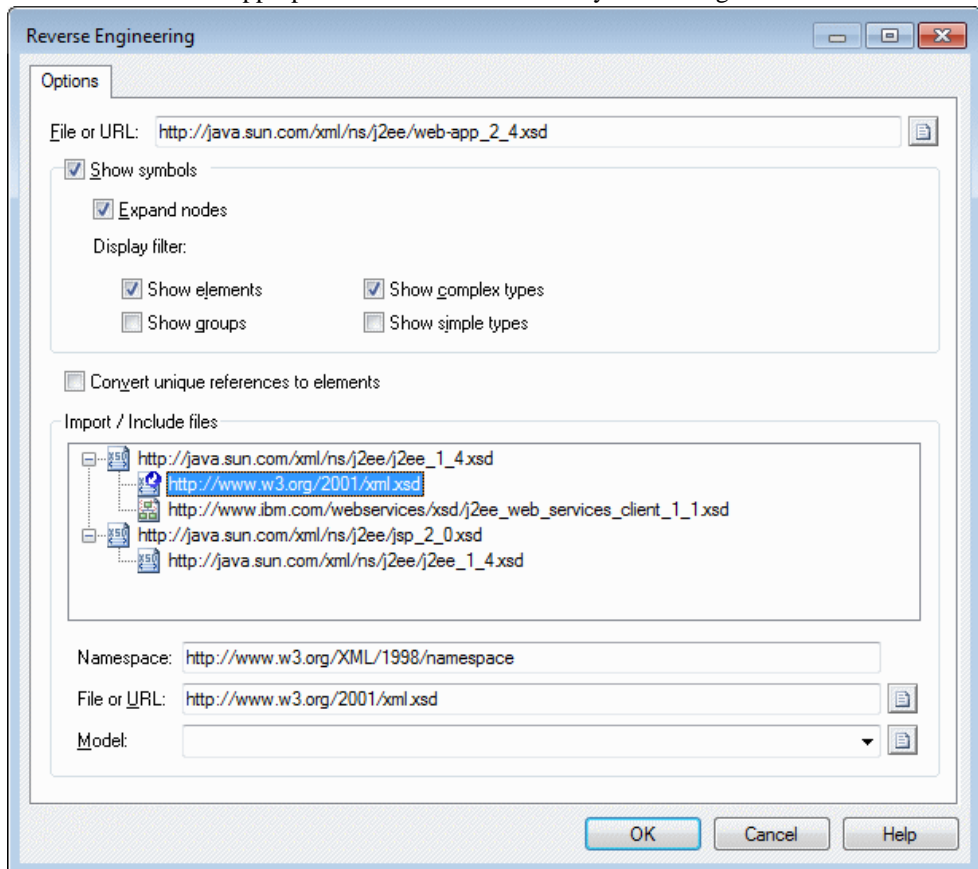 Reverse Engineering
Options
File or URL: http://java.sun.com/xml/ns/j2ee/web-app_2_4.xsd
Show symbols
Expand nodes
Display filter:
Show elements Show complex types
Show groups Show simple types
Convert unique references to elements
Import / Include files
http://java.sun.com/xml/ns/j2ee/j2ee_1_4.xsd
http://www.w3.org/2001/xml.xsd
http://www.ibm.com/webservices/xsd/j2ee_web_services_client_1_1.xsd
http://java.sun.com/xml/ns/j2ee/jsp_2_0.xsd
http://java.sun.com/xml/ns/j2ee/j2ee_1_4.xsd
Namespace: http://www.w3.org/XML/1998/namespace
File or URL: http://www.w3.org/2001/xml.xsd
Model:
OK Cancel Help